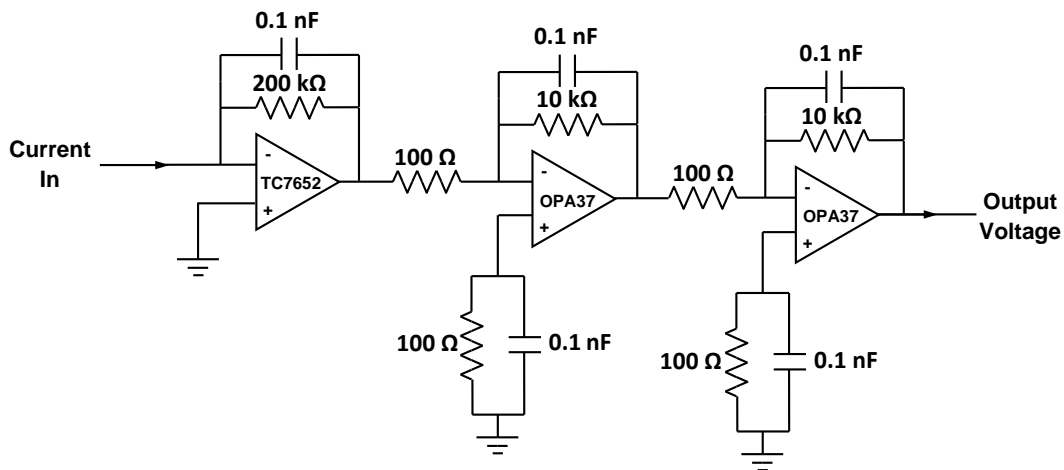 0.1 nF
200 kΩ
Current
In
-
TC7652
+
100 Ω
0.1 nF
10 kΩ
-
OPA37
+
100 Ω
0.1 nF
100 Ω
0.1 nF
10 kΩ
-
OPA37
+
100 Ω
0.1 nF
Output
Voltage